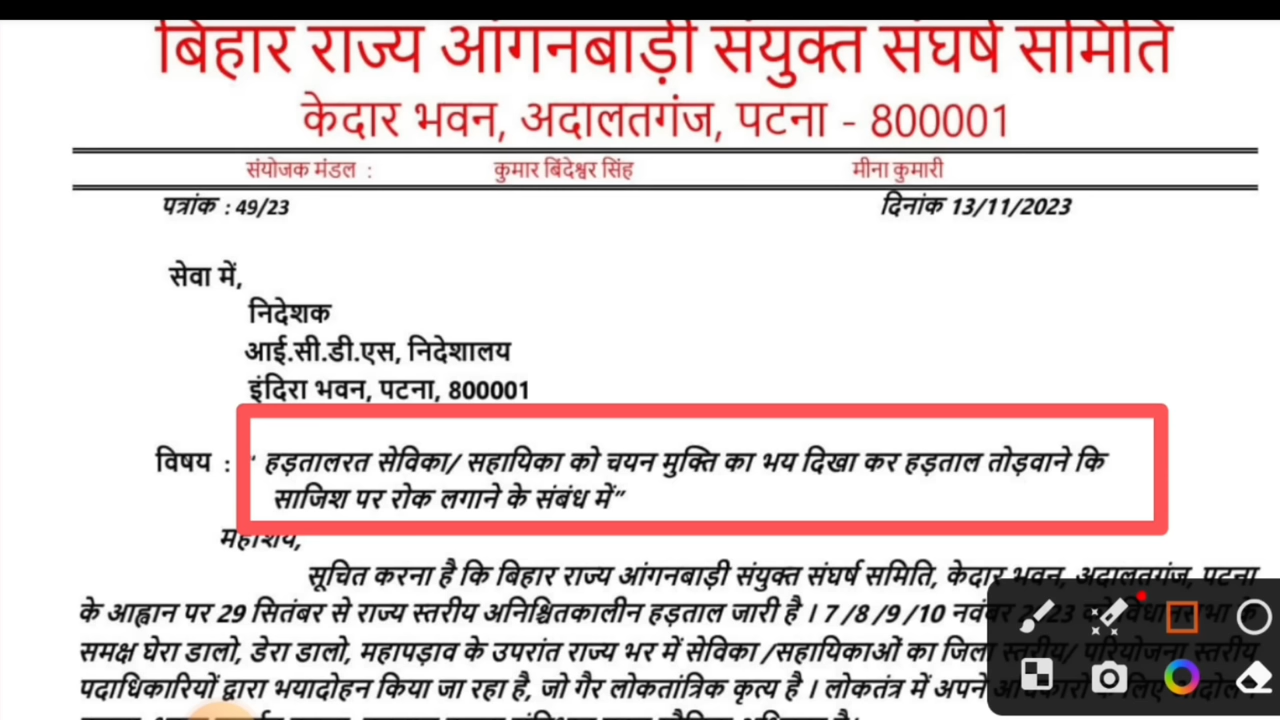 बिहार राज्य आंगनबाड़ी संयुक्त संघर्ष समिति
केदार भवन, अदालतगंज, पटना - 800001
संयोजक मंडल : कुमार बिंदेश्वर सिंह मीना कुमारी
पत्रांक : 49/23 दिनांक 13/11/2023
सेवा में,
निदेशक
आई.सी.डी.एस, निदेशालय
इंदिरा भवन, पटना, 800001
विषय : " हड़तालरत सेविका/ सहायिका को चयन मुक्ति का भय दिखा कर हड़ताल तोड़वाने कि
साजिश पर रोक लगाने के संबंध में"
महाशय,
सूचित करना है कि बिहार राज्य आंगनबाड़ी संयुक्त संघर्ष समिति, केदार भवन, अदालतगंज, पटना
के आह्वान पर 29 सितंबर से राज्य स्तरीय अनिश्चितकालीन हड़ताल जारी है । 7 /8 /9 /10 नवंबर 2023 को विधानसभा के
समक्ष घेरा डालो, डेरा डालो, महापड़ाव के उपरांत राज्य भर में सेविका /सहायिकाओं का जिला स्तरीय/ परियोजना स्तरीय
पदाधिकारियों द्वारा भयादोहन किया जा रहा है, जो गैर लोकतांत्रिक कृत्य है । लोकतंत्र में अपने